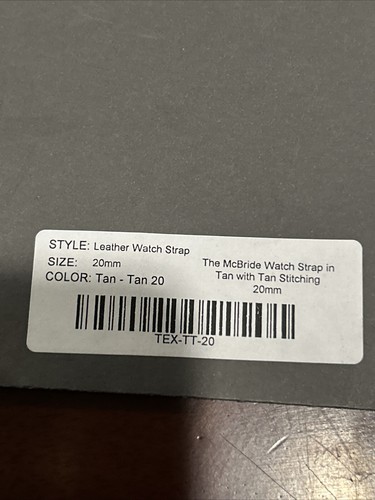 STYLE: Leather Watch Strap
SIZE: 20mm
COLOR: Tan - Tan 20
The McBride Watch Strap in
Tan with Tan Stitching
20mm
TEX-TT-20